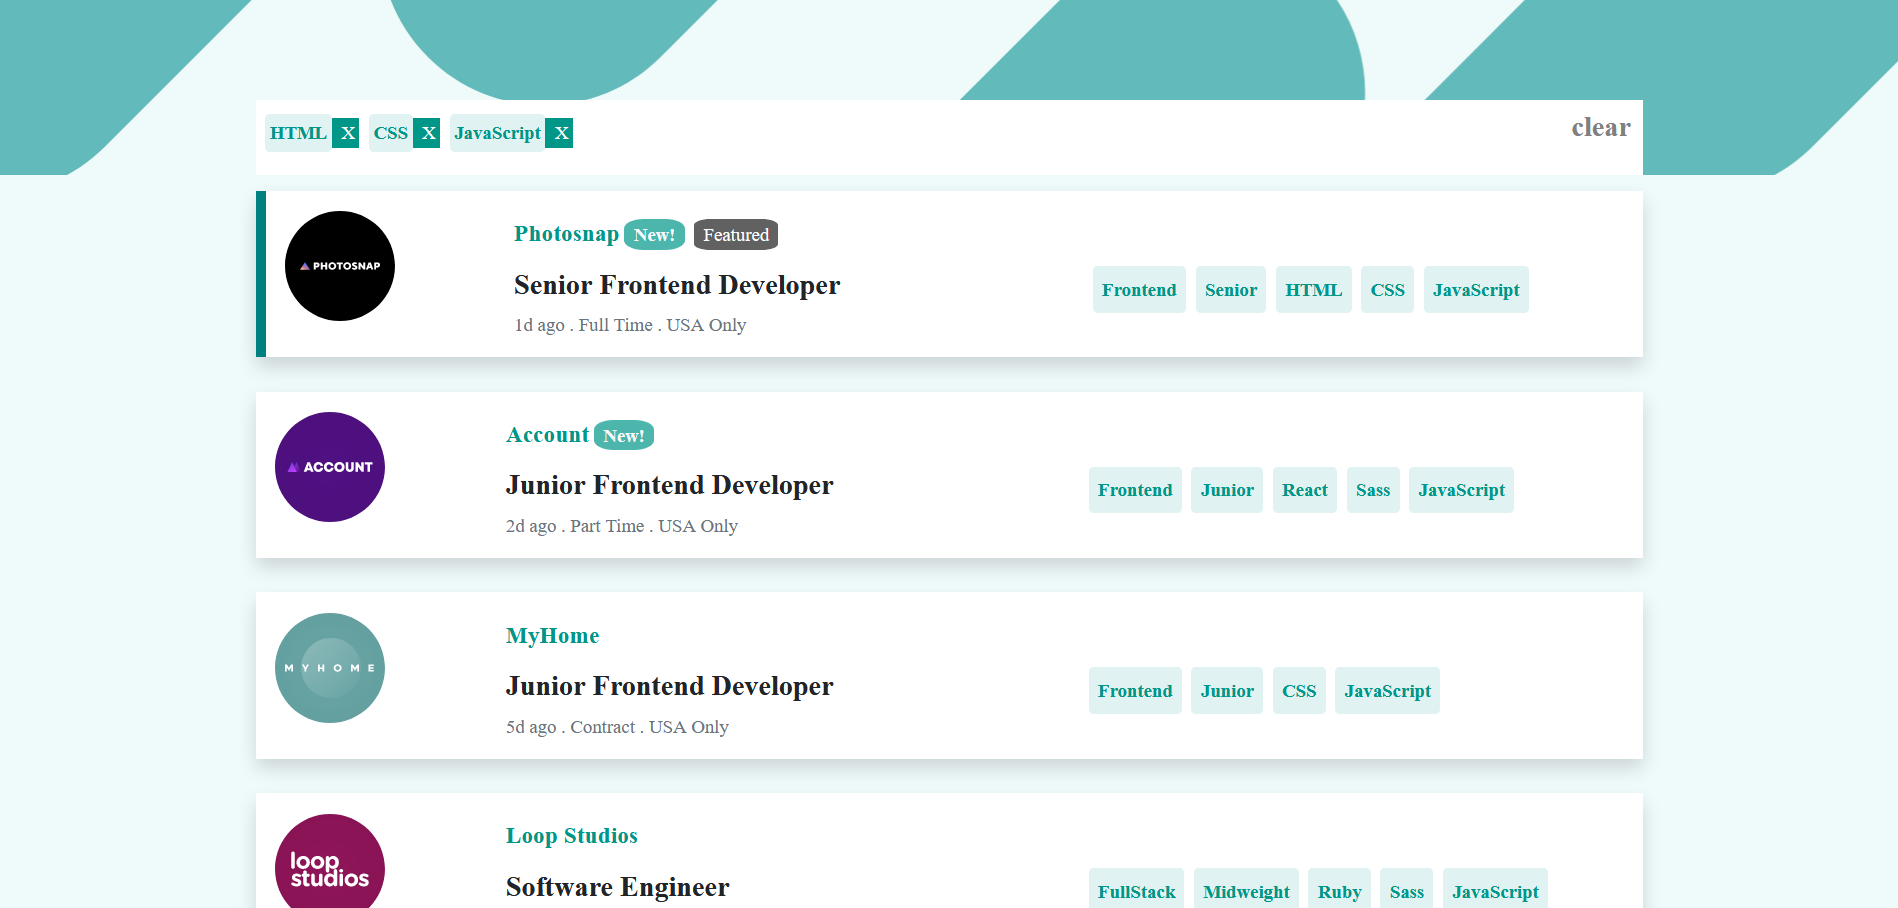 HTML X CSS X JavaScript X clear
PHOTOSNAP
Photosnap New! Featured
Senior Frontend Developer
1d ago . Full Time . USA Only
Frontend Senior HTML CSS JavaScript
ACCOUNT
Account New!
Junior Frontend Developer
2d ago . Part Time . USA Only
Frontend Junior React Sass JavaScript
MYHOME
MyHome
Junior Frontend Developer
5d ago . Contract . USA Only
Frontend Junior CSS JavaScript
loop
studios
Loop Studios
Software Engineer
FullStack Midweight Ruby Sass JavaScript